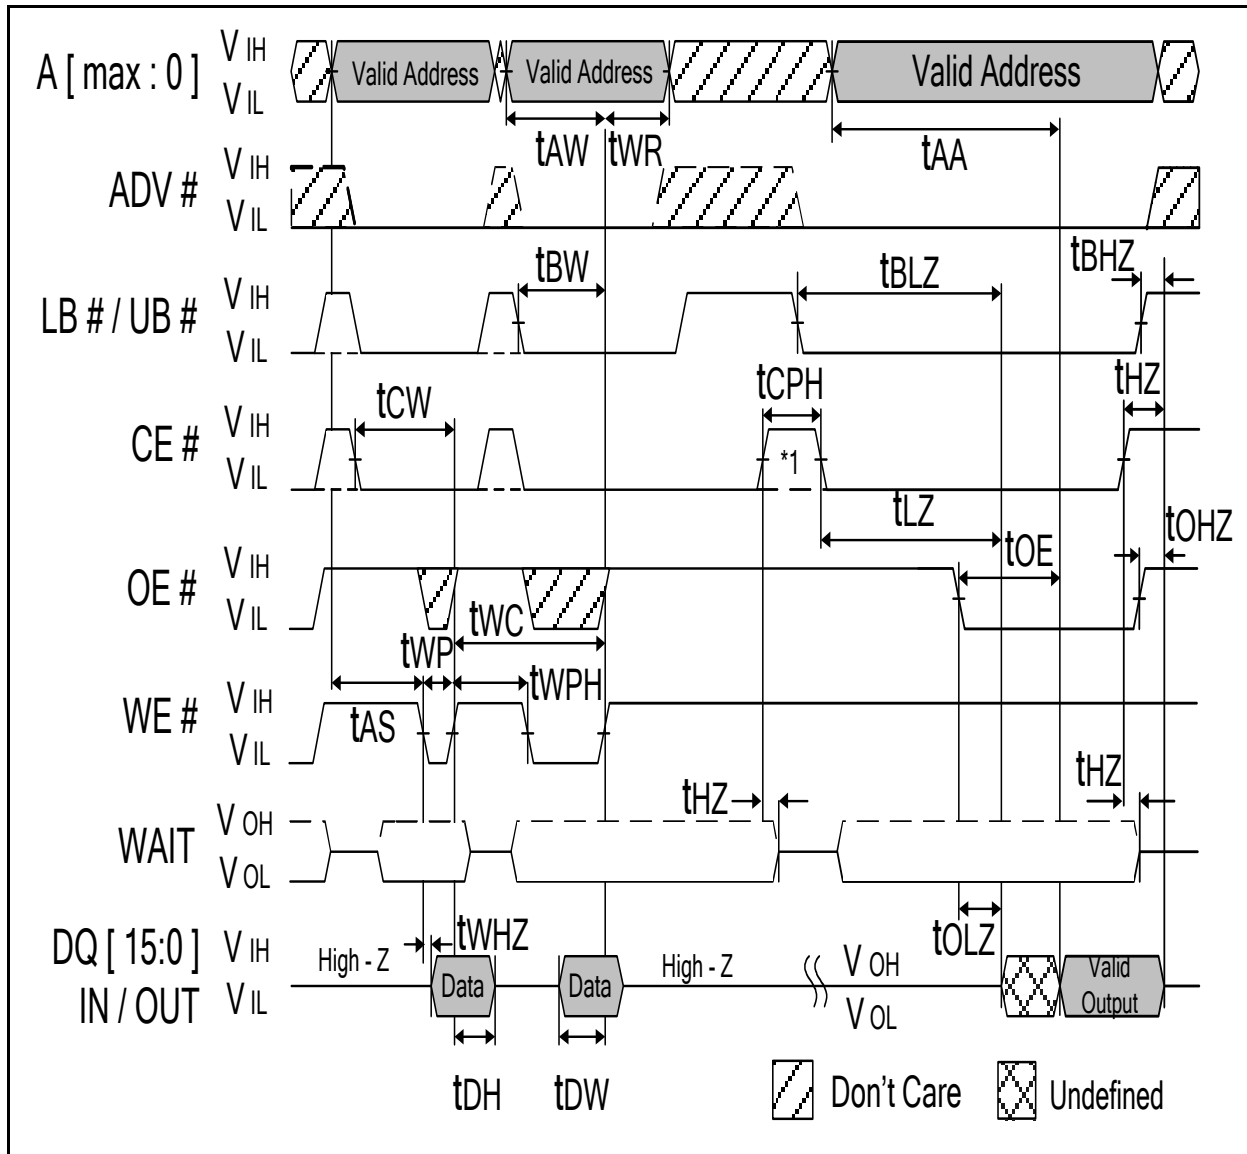 A [ max : 0 ] V IH V IL Valid Address Valid Address Valid Address
tAW tWR tAA
ADV # V IH V IL
tBW tBLZ tBHZ
LB # / UB # V IH V IL
tCW tCPH tHZ
CE # V IH V IL *1
tLZ tOE tOHZ
OE # V IH V IL
tWC
tWP
tWPH
WE # V IH V IL tAS
tHZ tHZ
WAIT V OH V OL
tWHZ tOLZ
DQ [ 15:0 ] V IH High - Z High - Z V OH Valid
IN / OUT V IL Data Data V OL Output
tDH tDW
Don't Care Undefined